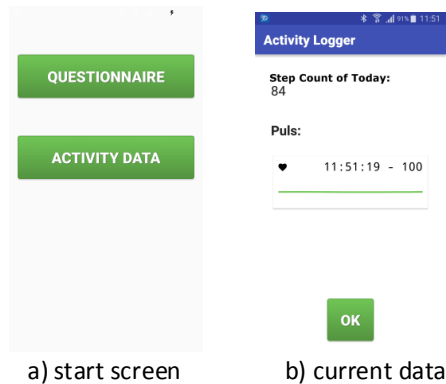 QUESTIONNAIRE
ACTIVITY DATA
a) start screen
91% 11:51
Activity Logger
Step Count of Today:
84
Puls:
11:51:19 - 100
OK
b) current data